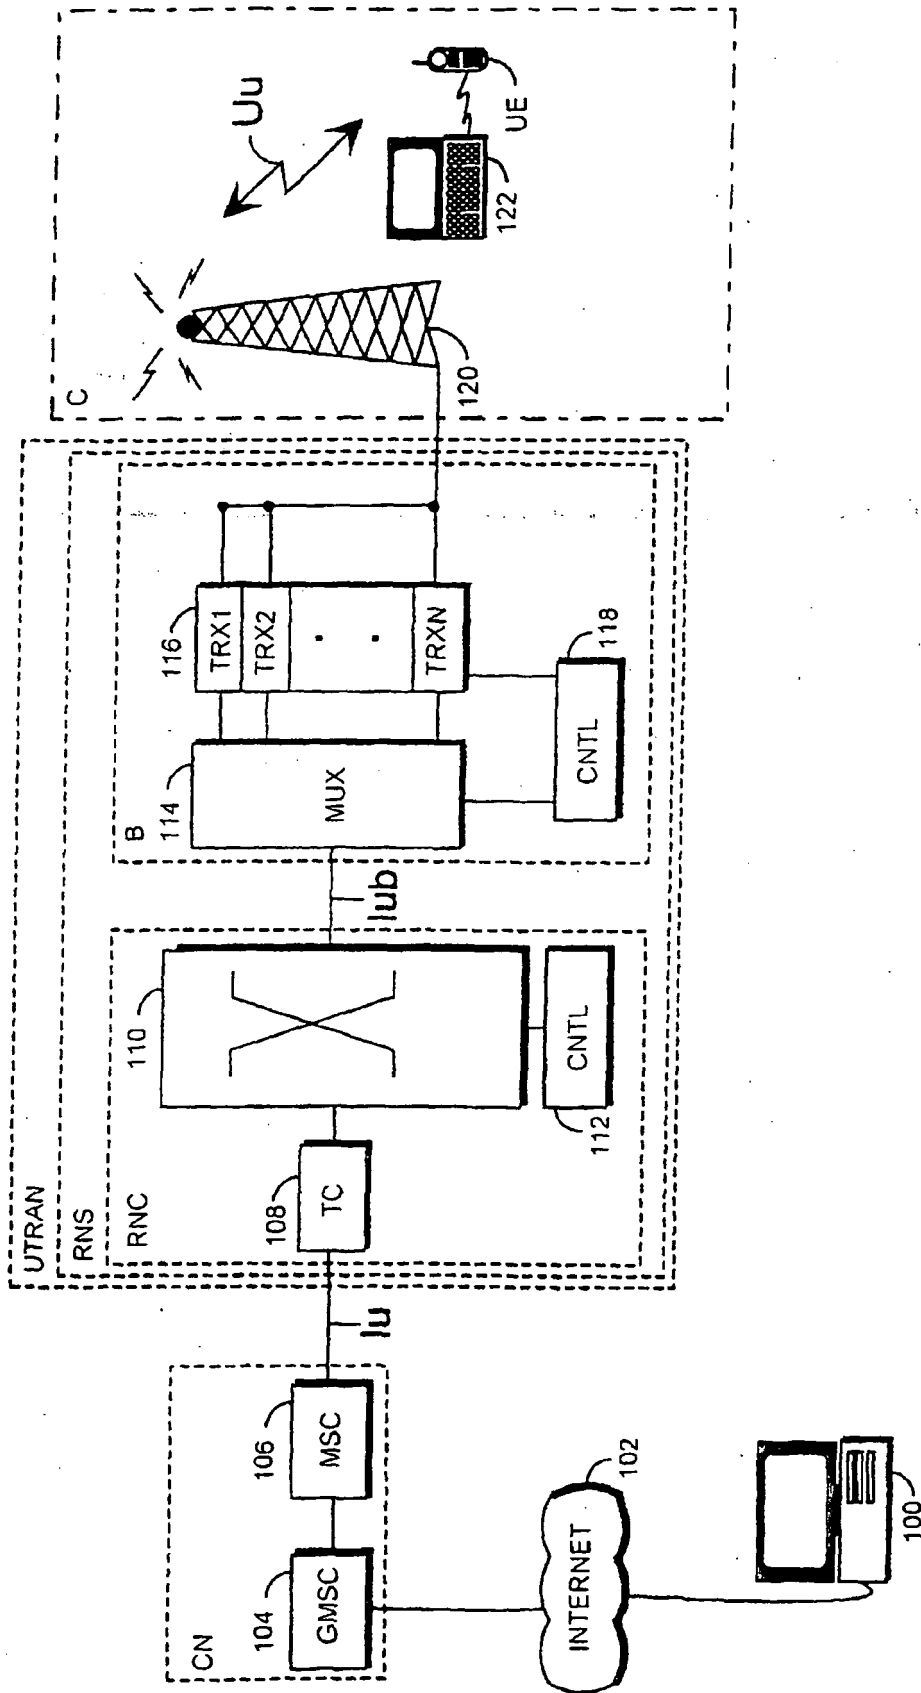 UTRAN
RNS
RNC
B
C
CN
GMSC
104
MSC
106
Iu
TC
108
110
CNTL
112
Iub
MUX
114
TRX1
TRX2
TRXN
116
CNTL
118
120
Uu
122
UE
INTERNET
102
100